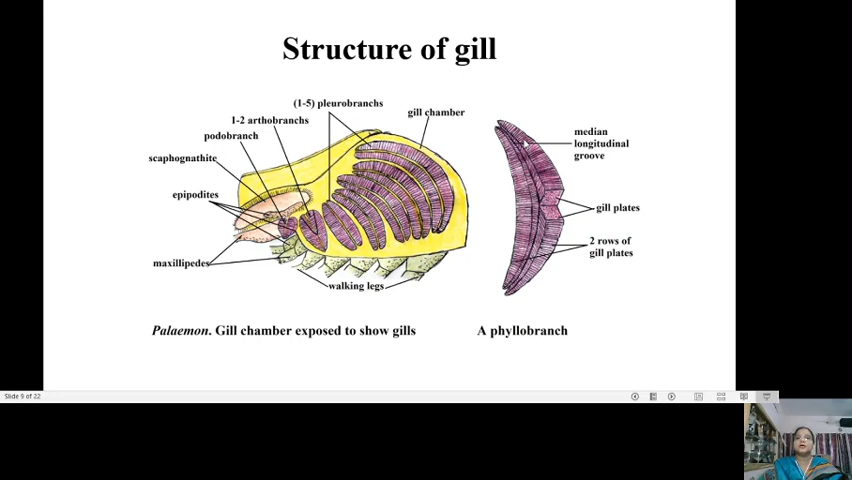 Structure of gill
(1-5) pleurobranchs
1-2 arthobranchs
gill chamber
podobranch
scaphognathite
epipodites
maxillipedes
walking legs
median
longitudinal
groove
gill plates
2 rows of
gill plates
Palaemon. Gill chamber exposed to show gills
A phyllobranch
Slide 9 of 22